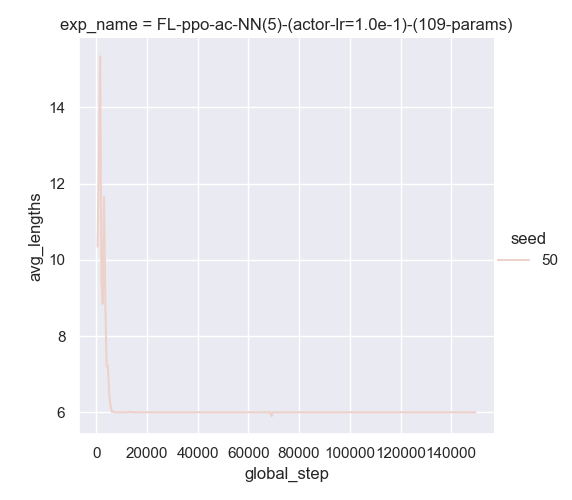 exp_name = FL-ppo-ac-NN(5)-(actor-lr=1.0e-1)-(109-params)
14
12
10
8
6
avg_lengths
0 20000 40000 60000 80000 100000 120000 140000
global_step
seed
50